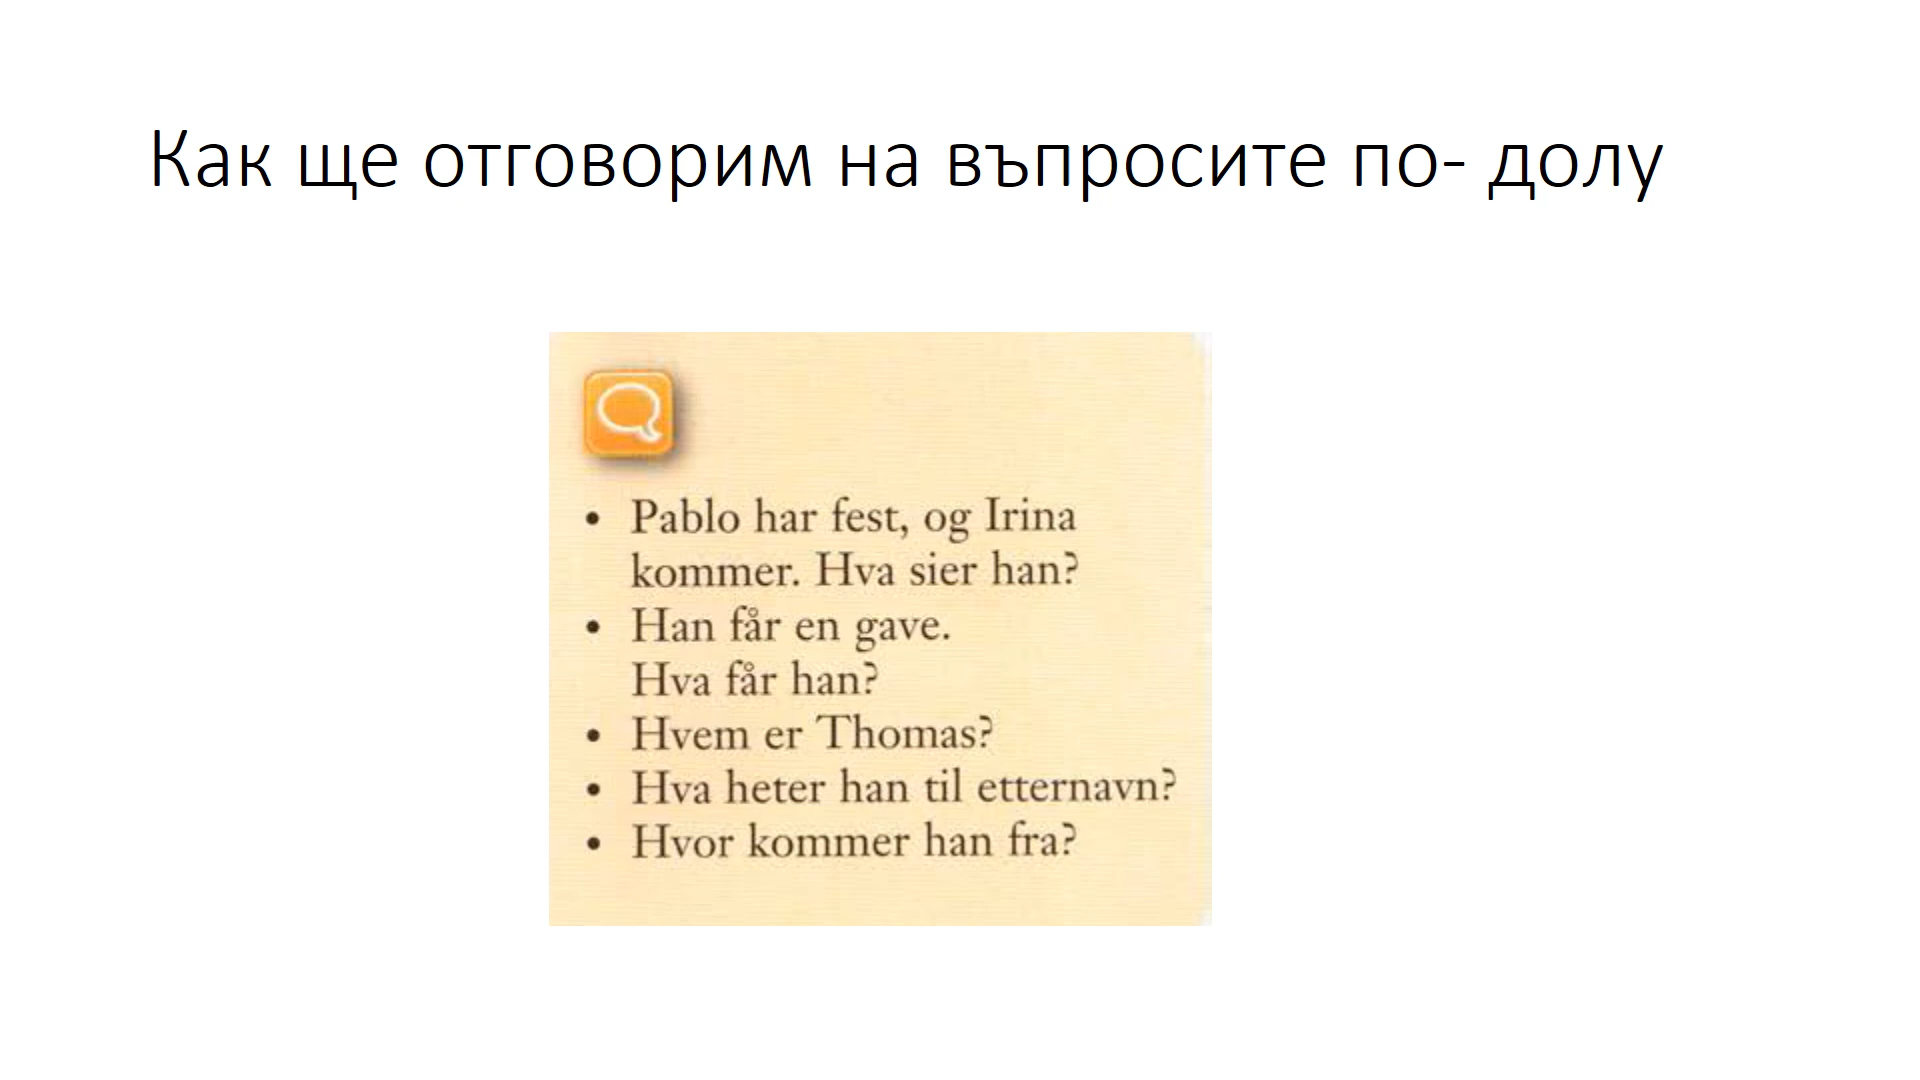 Как ще отговорим на въпросите по- долу
• Pablo har fest, og Irina
kommer. Hva sier han?
• Han får en gave.
Hva får han?
• Hvem er Thomas?
• Hva heter han til etternavn?
• Hvor kommer han fra?